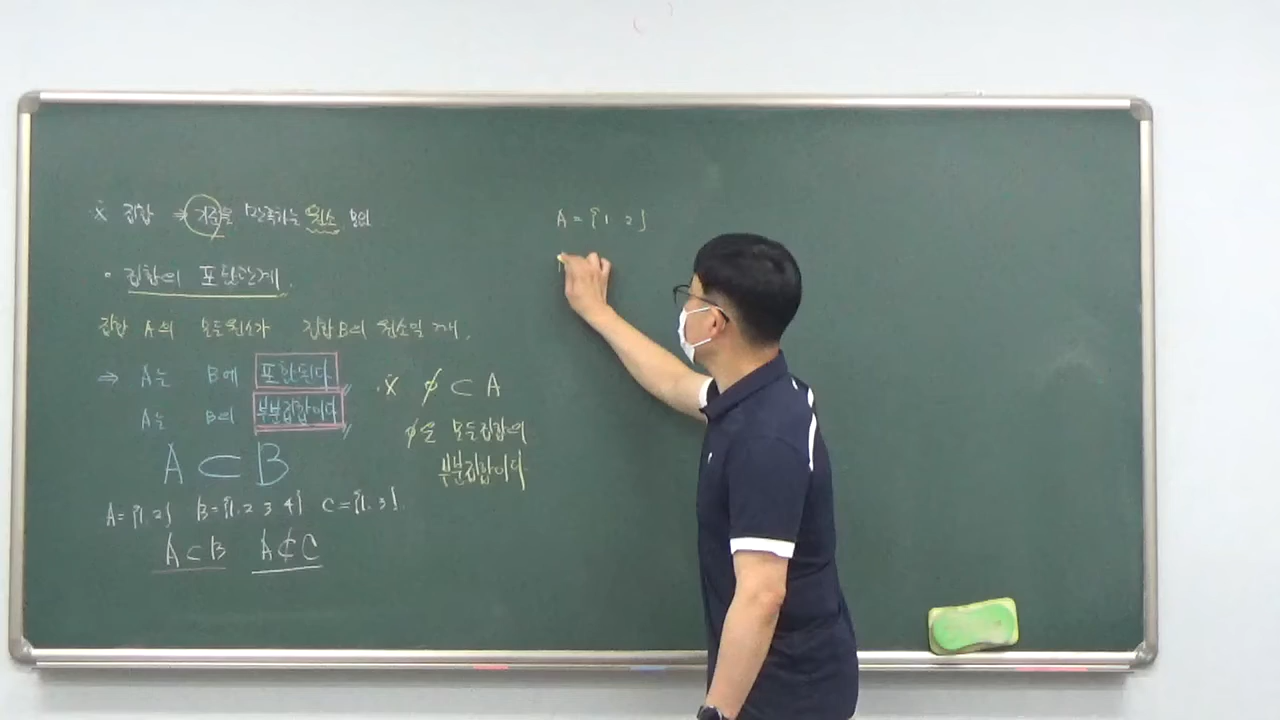 ※ 집합 ⇒ 기준을 만족하는 원소 모임
• 집합의 포함관계.
집합 A의 모든원소가 집합B의 원소일 때,
⇒ A는 B에 포함된다.
A는 B의 부분집합이다
A ⊂ B
A={1, 2} B={1, 2 3 4} C={1, 3}.
A ⊂ B A ⊄ C
※ ∅ ⊂ A
∅은 모든집합의
부분집합이다.
A = {1 2}